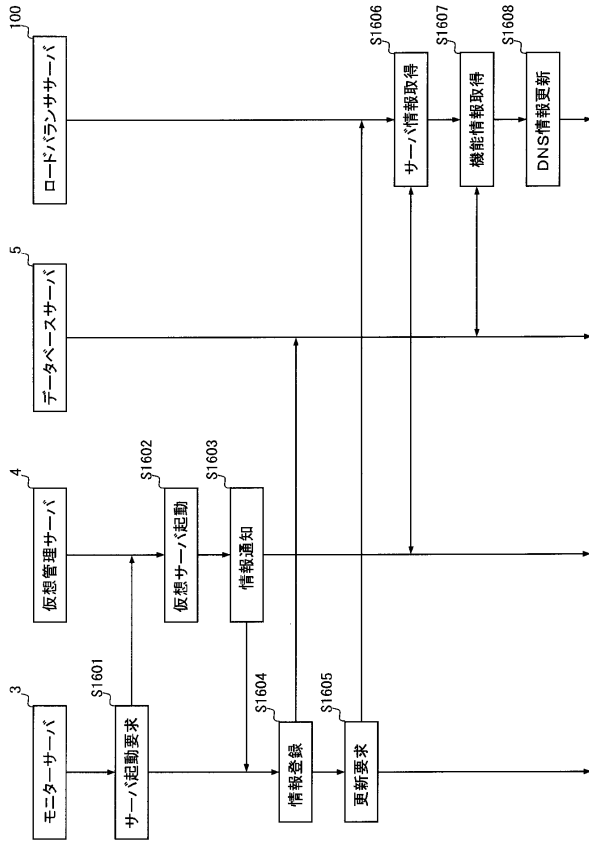 3
モニターサーバ
4
仮想管理サーバ
5
データベースサーバ
100
ロードバランササーバ
S1601
サーバ起動要求
S1602
仮想サーバ起動
S1603
情報通知
S1604
情報登録
S1605
更新要求
S1606
サーバ情報取得
S1607
機能情報取得
S1608
DNS情報更新